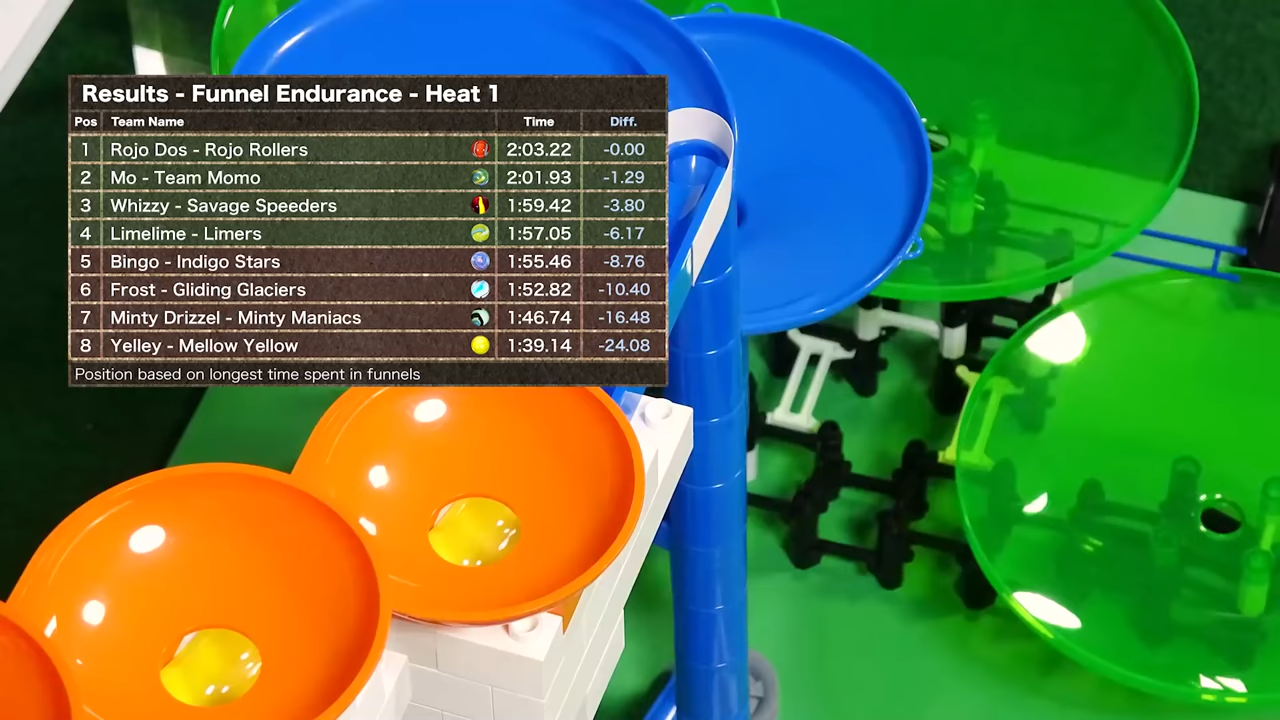 Results - Funnel Endurance - Heat 1
Pos Team Name Time Diff.
1 Rojo Dos - Rojo Rollers 2:03.22 -0.00
2 Mo - Team Momo 2:01.93 -1.29
3 Whizzy - Savage Speeders 1:59.42 -3.80
4 Limelime - Limers 1:57.05 -6.17
5 Bingo - Indigo Stars 1:55.46 -8.76
6 Frost - Gliding Glaciers 1:52.82 -10.40
7 Minty Drizzel - Minty Maniacs 1:46.74 -16.48
8 Yelley - Mellow Yellow 1:39.14 -24.08
Position based on longest time spent in funnels